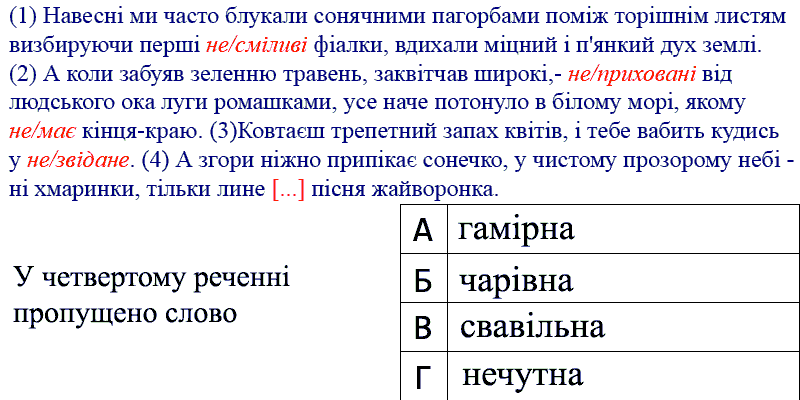 (1) Навесні ми часто блукали сонячними пагорбами поміж торішнім листям
визбируючи перші не/сміливі фіалки, вдихали міцний і п'янкий дух землі.
(2) А коли забуяв зеленню травень, заквітчав широкі,- не/приховані від
людського ока луги ромашками, усе наче потонуло в білому морі, якому
не/має кінця-краю. (3)Ковтаєш трепетний запах квітів, і тебе вабить кудись
у не/звідане. (4) А згори ніжно припікає сонечко, у чистому прозорому небі -
ні хмаринки, тільки лине [...] пісня жайворонка.
У четвертому реченні
пропущено слово
А гамірна
Б чарівна
В свавільна
Г нечутна